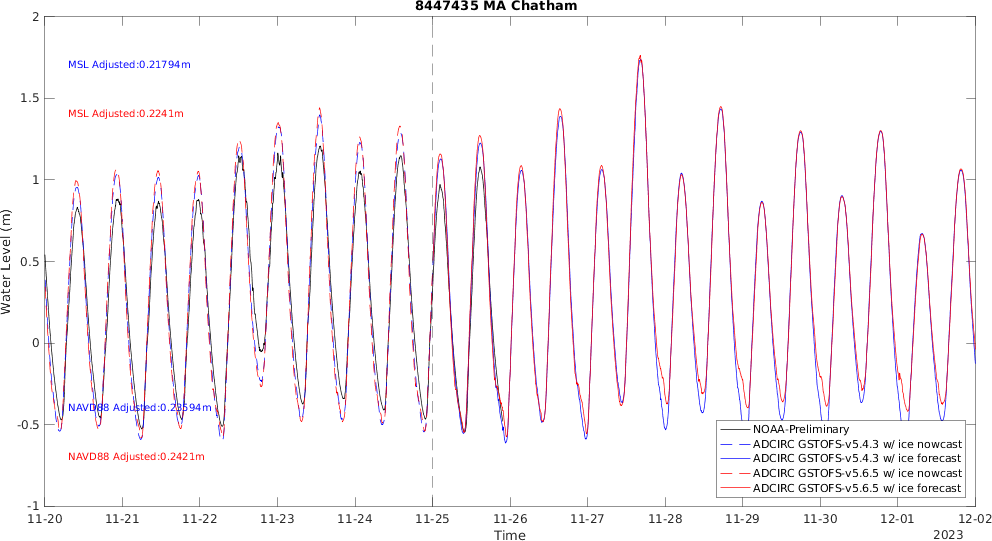 8447435 MA Chatham
2
1.5
1
0.5
0
-0.5
-1
Water Level (m)
MSL Adjusted:0.21794m
MSL Adjusted:0.2241m
NAVD88 Adjusted:0.23594m
NAVD88 Adjusted:0.2421m
NOAA-Preliminary
ADCIRC GSTOFS-v5.4.3 w/ ice nowcast
ADCIRC GSTOFS-v5.4.3 w/ ice forecast
ADCIRC GSTOFS-v5.6.5 w/ ice nowcast
ADCIRC GSTOFS-v5.6.5 w/ ice forecast
11-20 11-21 11-22 11-23 11-24 11-25 11-26 11-27 11-28 11-29 11-30 12-01 12-02
Time
2023